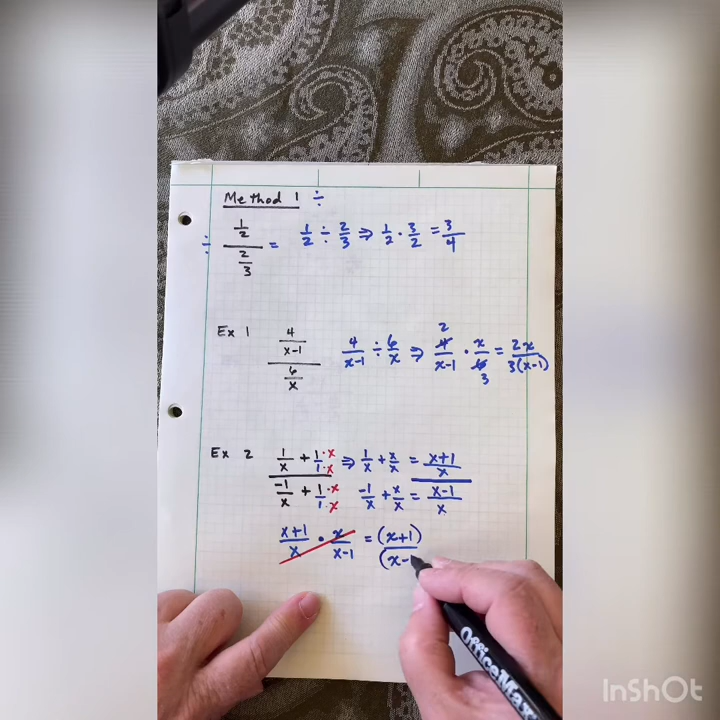 Method 1 ÷
÷ (1/2)/(2/3) = 1/2 ÷ 2/3 ⇒ 1/2 · 3/2 = 3/4
Ex 1 (4/(x-1))/(6/x) 4/(x-1) ÷ 6/x ⇒ 2 4/(x-1) · x/6 3 = 2x/3(x-1)
Ex 2 1/x + 1/1 ·x/·x ⇒ 1/x + x/x = (x+1)/x
-1/x + 1/1 ·x/·x -1/x + x/x = (x-1)/x
(x+1)/x · x/(x-1) = (x+1)/(x-
OfficeMax
InShOt